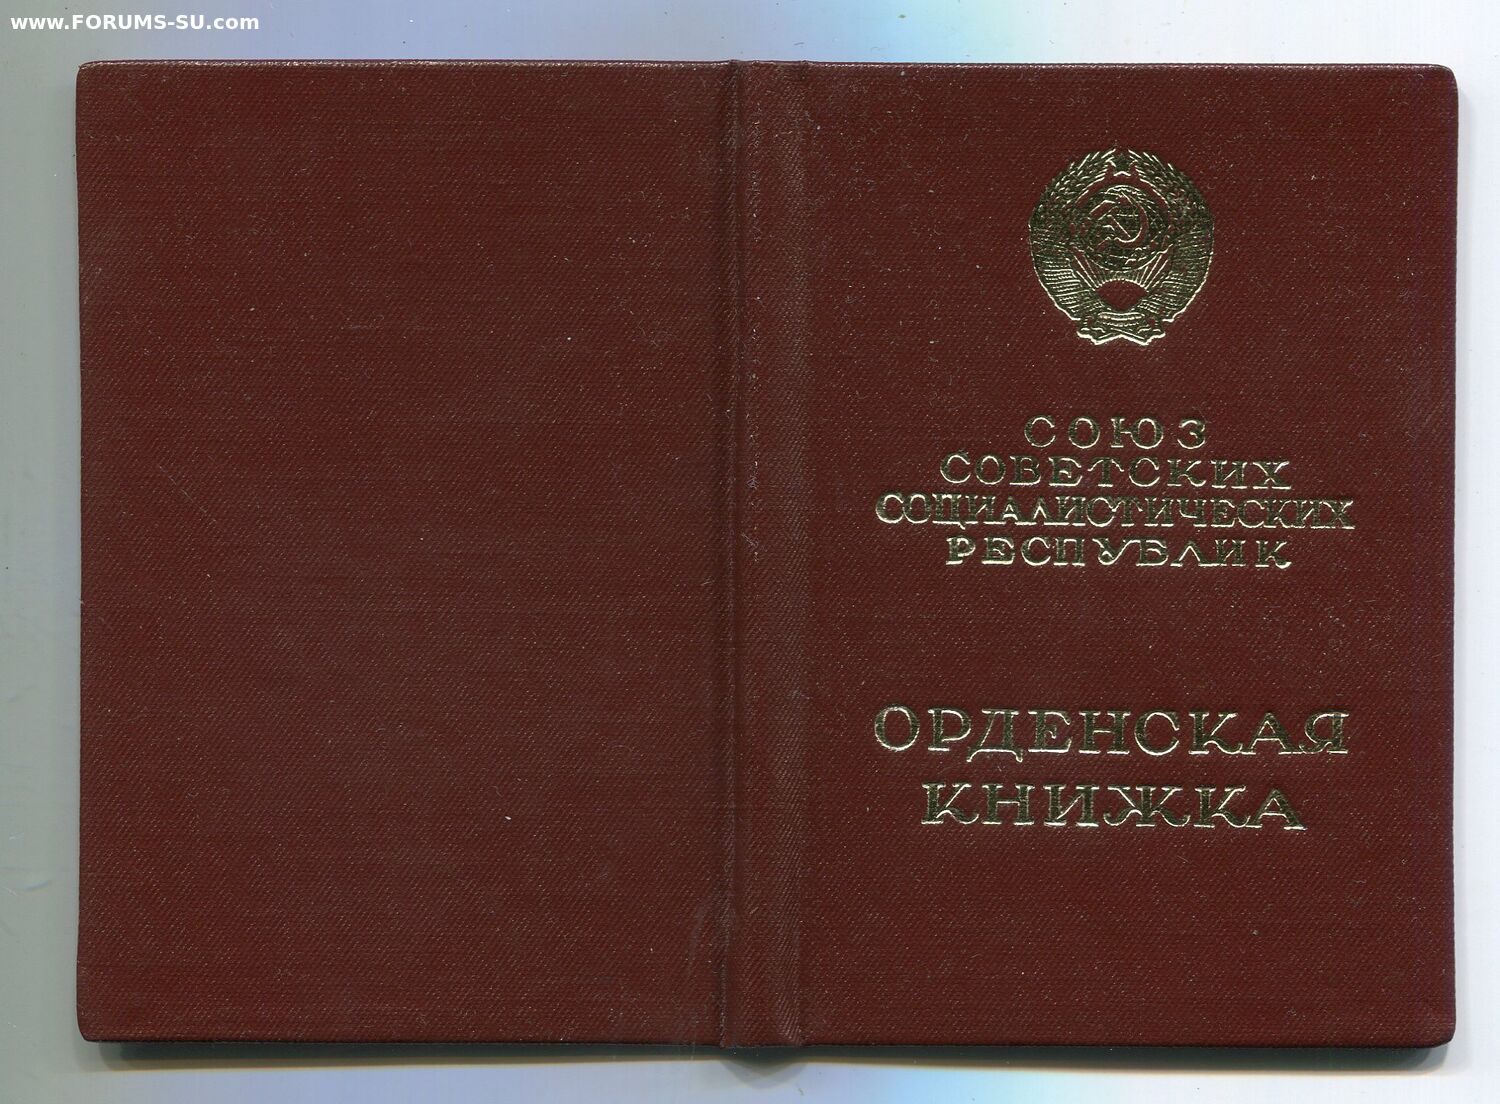 www.FORUMS-SU.com
СОЮЗ
СОВЕТСКИХ
СОЦИАЛИСТИЧЕСКИХ
РЕСПУБЛИК
ОРДЕНСКАЯ
КНИЖКА